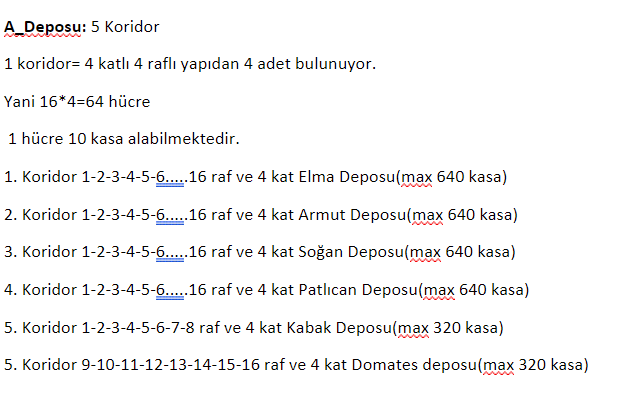 A_Deposu: 5 Koridor
1 koridor= 4 katlı 4 raflı yapıdan 4 adet bulunuyor.
Yani 16*4=64 hücre
1 hücre 10 kasa alabilmektedir.
1. Koridor 1-2-3-4-5-6.....16 raf ve 4 kat Elma Deposu(max 640 kasa)
2. Koridor 1-2-3-4-5-6.....16 raf ve 4 kat Armut Deposu(max 640 kasa)
3. Koridor 1-2-3-4-5-6.....16 raf ve 4 kat Soğan Deposu(max 640 kasa)
4. Koridor 1-2-3-4-5-6.....16 raf ve 4 kat Patlıcan Deposu(max 640 kasa)
5. Koridor 1-2-3-4-5-6-7-8 raf ve 4 kat Kabak Deposu(max 320 kasa)
5. Koridor 9-10-11-12-13-14-15-16 raf ve 4 kat Domates deposu(max 320 kasa)